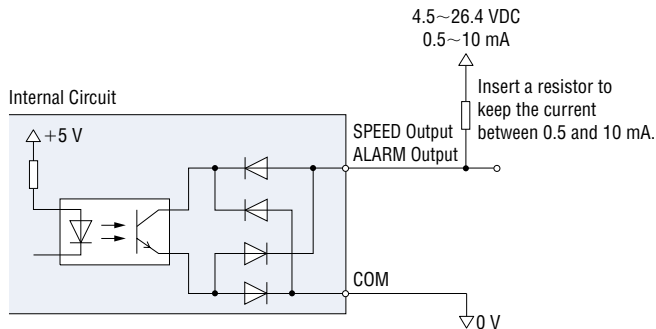 4.5~26.4 VDC
0.5~10 mA
Insert a resistor to
keep the current
between 0.5 and 10 mA.
Internal Circuit
+5 V
SPEED Output
ALARM Output
COM
0 V